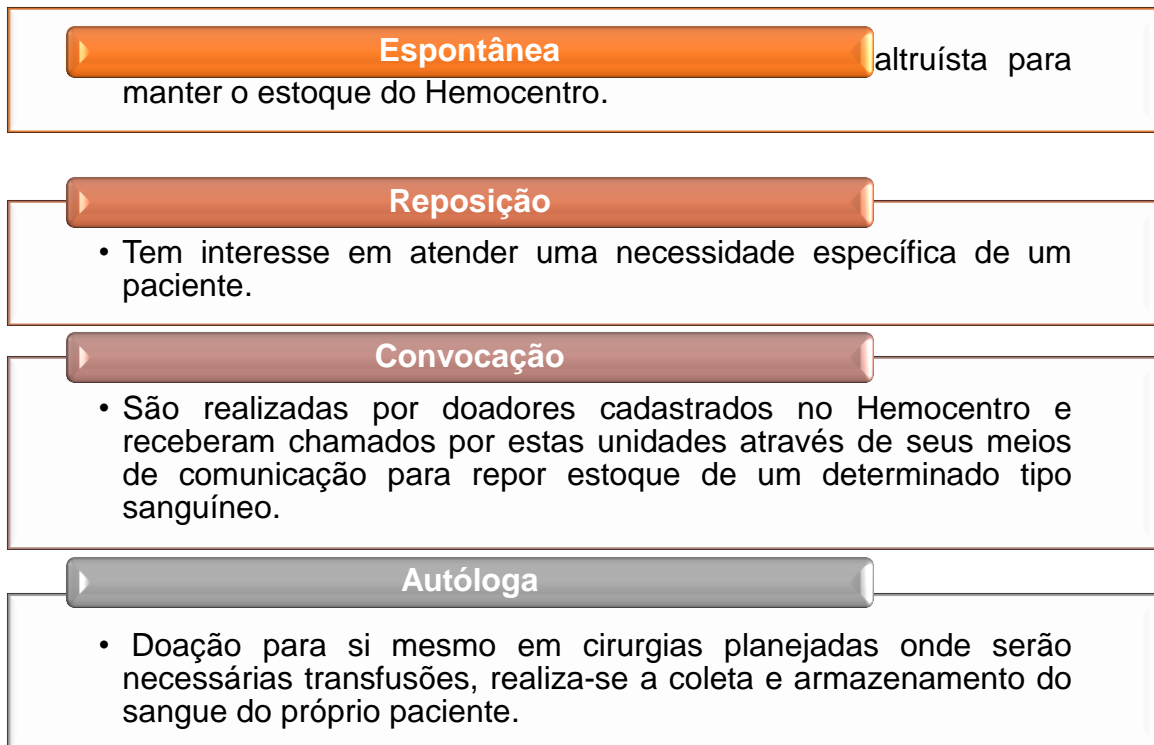 Espontânea
altruísta para
manter o estoque do Hemocentro.
Reposição
• Tem interesse em atender uma necessidade específica de um
paciente.
Convocação
• São realizadas por doadores cadastrados no Hemocentro e
receberam chamados por estas unidades através de seus meios
de comunicação para repor estoque de um determinado tipo
sanguíneo.
Autóloga
• Doação para si mesmo em cirurgias planejadas onde serão
necessárias transfusões, realiza-se a coleta e armazenamento do
sangue do próprio paciente.